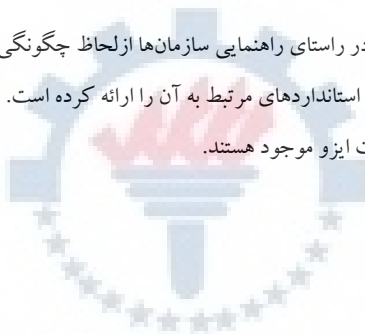 در راستای راهنمایی سازمان‌ها ازلحاظ چگونگی
استانداردهای مرتبط به آن را ارائه کرده است.
ت ایزو موجود هستند.